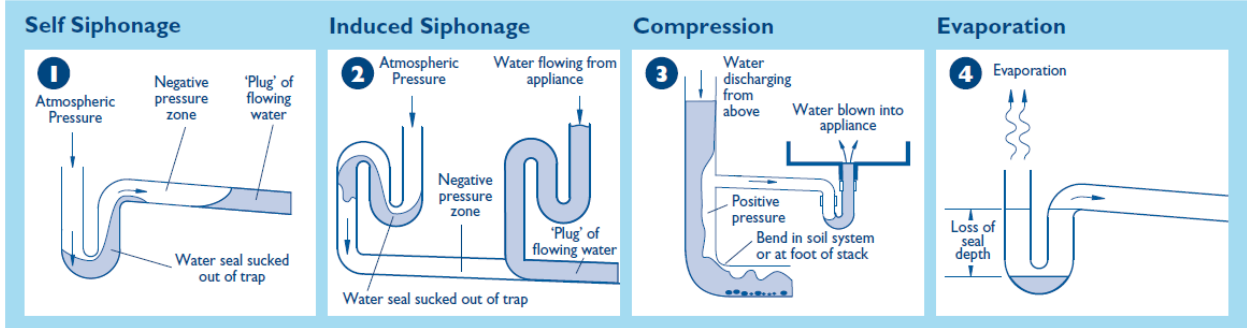 Self Siphonage
1
Atmospheric
Pressure
Negative
pressure
zone
‘Plug’ of
flowing
water
Water seal sucked
out of trap
Induced Siphonage
2
Atmospheric
Pressure
Water flowing from
appliance
Negative
pressure
zone
‘Plug’ of
flowing water
Water seal sucked out of trap
Compression
3
Water
discharging
from
above
Water blown into
appliance
Positive
pressure
Bend in soil system
or at foot of stack
Evaporation
4
Evaporation
Loss of
seal
depth